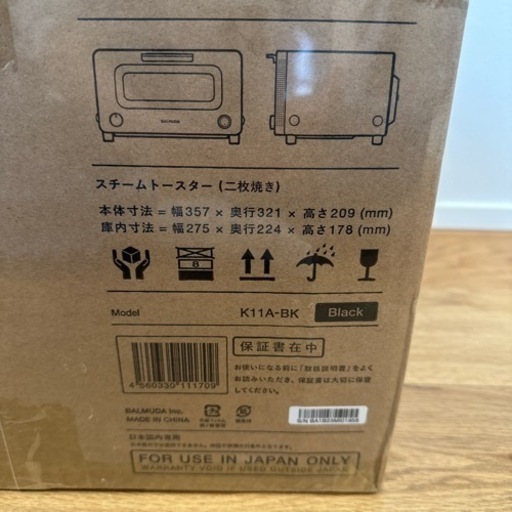 BALMUDA
スチームトースター (二枚焼き)
本体寸法 = 幅357 × 奥行321 × 高さ209 (mm)
庫内寸法 = 幅275 × 奥行224 × 高さ178 (mm)
8
Model K11A-BK Black
保証書在中
お使いになる前に「取扱説明書」をよく
お読みいただき、保証書は大切に保管
してください。
4 560330 111709
BALMUDA Inc.
MADE IN CHINA
日本国内専用
FOR USE IN JAPAN ONLY
WARRANTY VOID IF USED OUTSIDE JAPAN